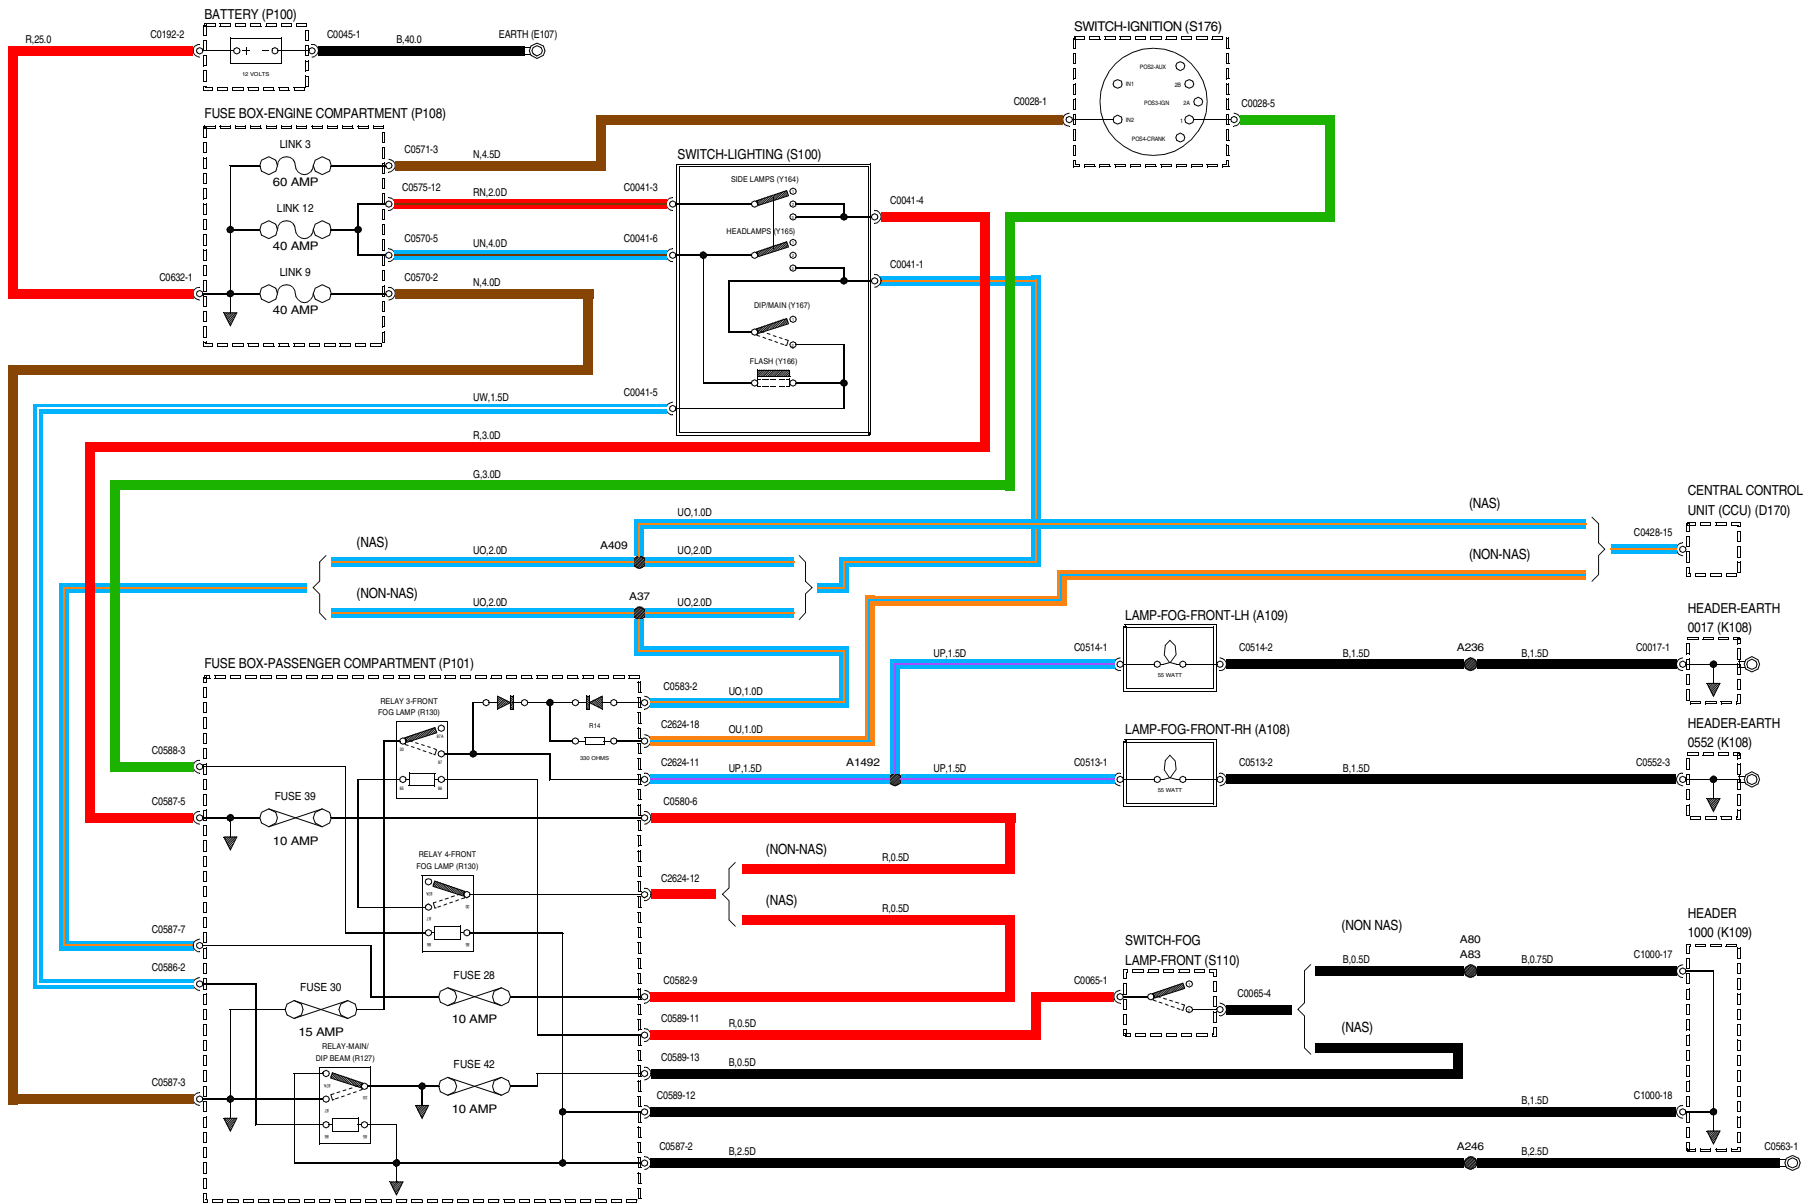 BATTERY (P100)
R,25.0
C0192-2
C0045-1
B,40.0
EARTH (E107)
12 VOLTS
SWITCH-IGNITION (S176)
POS2-AUX
IN1
2B
POS3-IGN
2A
IN2
1
POS4-CRANK
C0028-1
C0028-5
FUSE BOX-ENGINE COMPARTMENT (P108)
LINK 3
60 AMP
C0571-3
N,4.5D
C0575-12
RN,2.0D
C0041-3
LINK 12
40 AMP
C0570-5
UN,4.0D
C0041-6
LINK 9
40 AMP
C0632-1
C0570-2
N,4.0D
SWITCH-LIGHTING (S100)
SIDE LAMPS (Y164)
C0041-4
HEADLAMPS (Y165)
C0041-1
DIP/MAIN (Y167)
FLASH (Y166)
UW,1.5D
C0041-5
R,3.0D
G,3.0D
CENTRAL CONTROL
UNIT (CCU) (D170)
UO,1.0D
(NAS)
C0428-15
(NAS)
UO,2.0D
A409
UO,2.0D
(NON-NAS)
(NON-NAS)
UO,2.0D
A37
UO,2.0D
LAMP-FOG-FRONT-LH (A109)
HEADER-EARTH
0017 (K108)
UP,1.5D
C0514-1
55 WATT
C0514-2
B,1.5D
A236
B,1.5D
C0017-1
FUSE BOX-PASSENGER COMPARTMENT (P101)
C0583-2
UO,1.0D
RELAY 3-FRONT
FOG LAMP (R130)
87A
30
87
85
86
R14
330 OHMS
C2624-18
OU,1.0D
LAMP-FOG-FRONT-RH (A108)
HEADER-EARTH
0552 (K108)
C0588-3
C2624-11
UP,1.5D
A1492
UP,1.5D
C0513-1
55 WATT
C0513-2
B,1.5D
C0552-3
C0587-5
FUSE 39
10 AMP
C0580-6
(NON-NAS)
R,0.5D
RELAY 4-FRONT
FOG LAMP (R130)
C2624-12
(NAS)
R,0.5D
C0587-7
C0586-2
FUSE 28
10 AMP
C0582-9
FUSE 30
15 AMP
C0589-11
R,0.5D
SWITCH-FOG
LAMP-FRONT (S110)
C0065-1
C0065-4
(NON NAS)
B,0.5D
A80
A83
B,0.75D
C1000-17
HEADER
1000 (K109)
(NAS)
RELAY-MAIN/
DIP BEAM (R127)
FUSE 42
10 AMP
C0589-13
B,0.5D
C0587-3
C0589-12
B,1.5D
C1000-18
C0587-2
B,2.5D
A246
B,2.5D
C0563-1